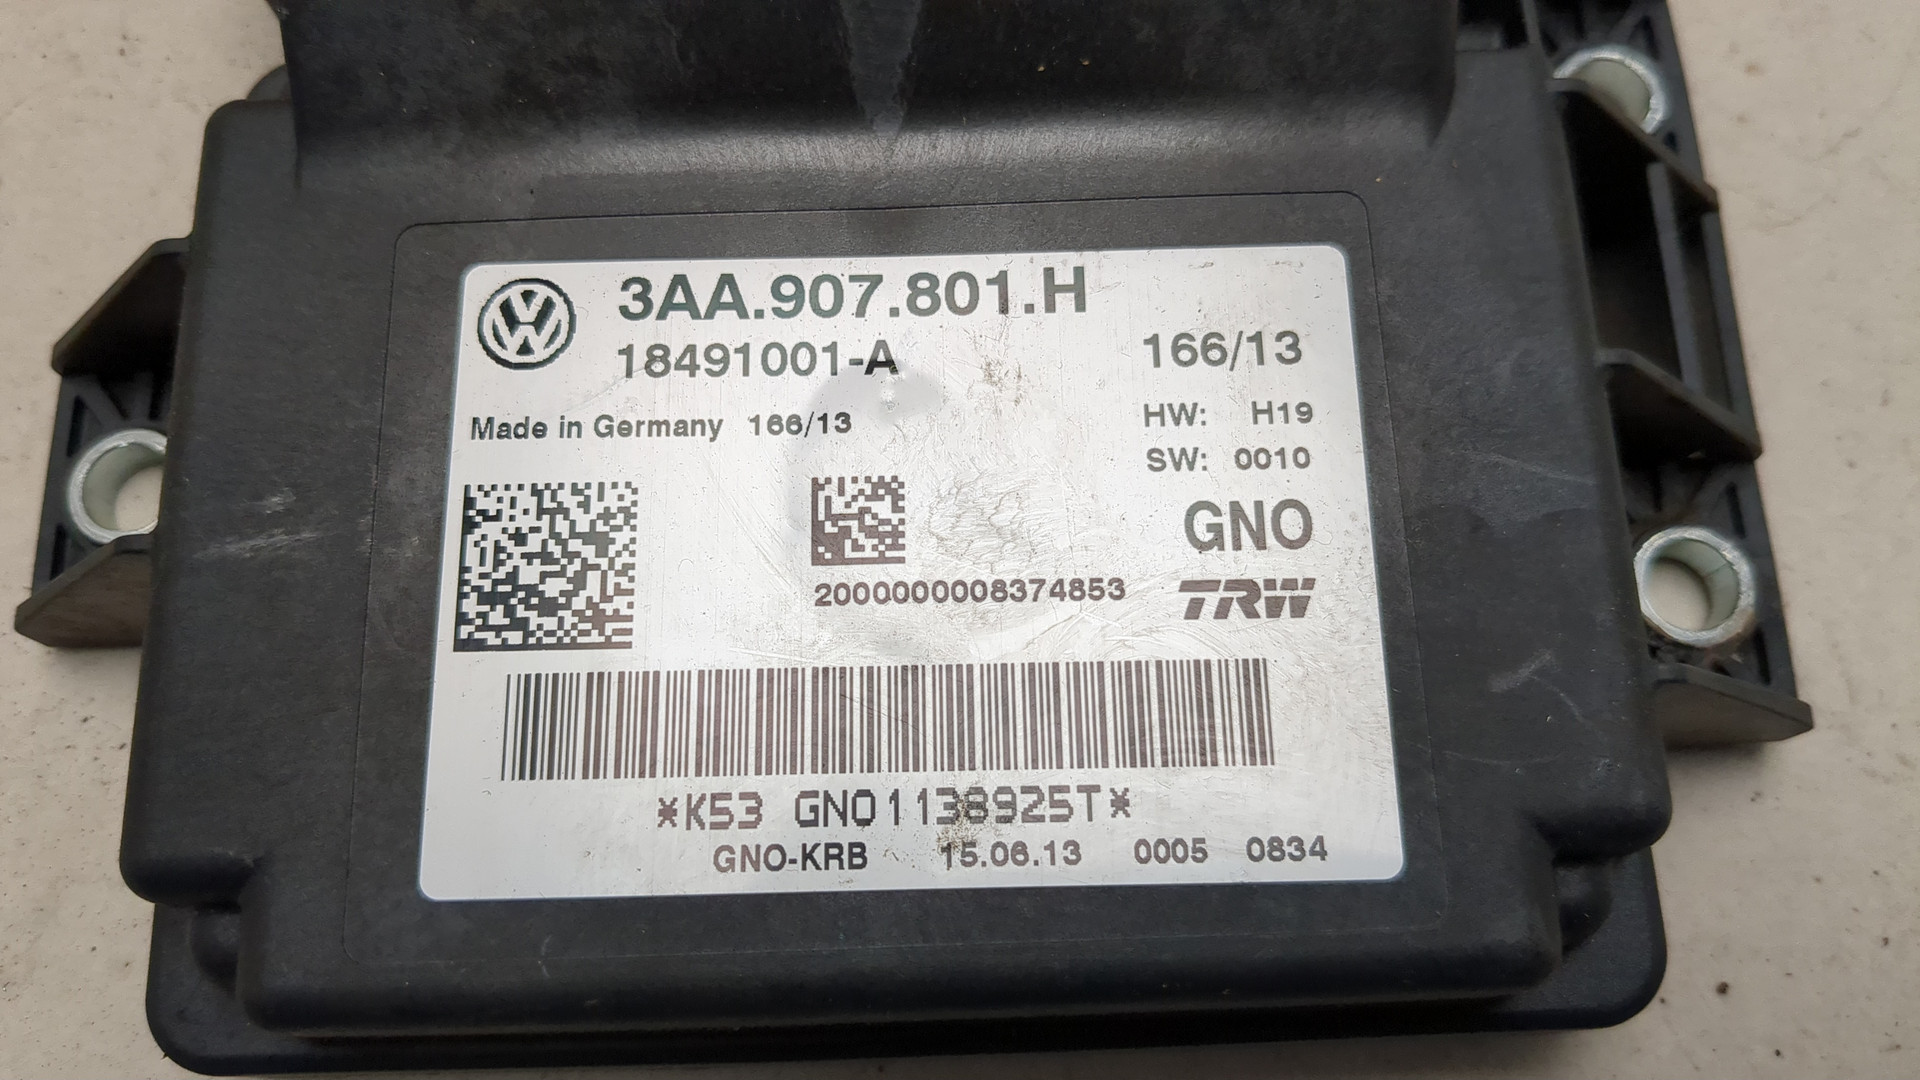 3AA.907.801.H
18491001-A 166/13
Made in Germany 166/13
HW: H19
SW: 0010
GNO
2000000008374853
TRW
*K53 GNO1138925T*
GNO-KRB 15.06.13 0005 0834